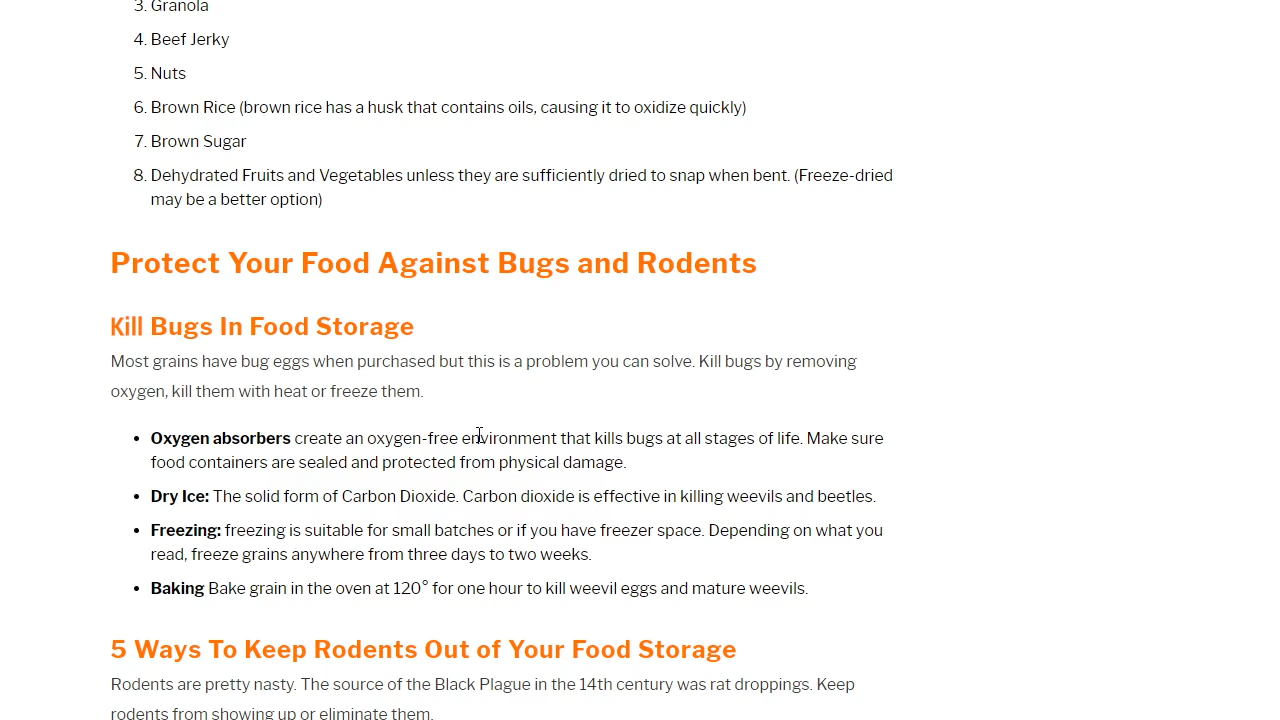 3. Granola
4. Beef Jerky
5. Nuts
6. Brown Rice (brown rice has a husk that contains oils, causing it to oxidize quickly)
7. Brown Sugar
8. Dehydrated Fruits and Vegetables unless they are sufficiently dried to snap when bent. (Freeze-dried
may be a better option)
Protect Your Food Against Bugs and Rodents
Kill Bugs In Food Storage
Most grains have bug eggs when purchased but this is a problem you can solve. Kill bugs by removing
oxygen, kill them with heat or freeze them.
• Oxygen absorbers create an oxygen-free environment that kills bugs at all stages of life. Make sure
food containers are sealed and protected from physical damage.
• Dry Ice: The solid form of Carbon Dioxide. Carbon dioxide is effective in killing weevils and beetles.
• Freezing: freezing is suitable for small batches or if you have freezer space. Depending on what you
read, freeze grains anywhere from three days to two weeks.
• Baking Bake grain in the oven at 120° for one hour to kill weevil eggs and mature weevils.
5 Ways To Keep Rodents Out of Your Food Storage
Rodents are pretty nasty. The source of the Black Plague in the 14th century was rat droppings. Keep
rodents from showing up or eliminate them.